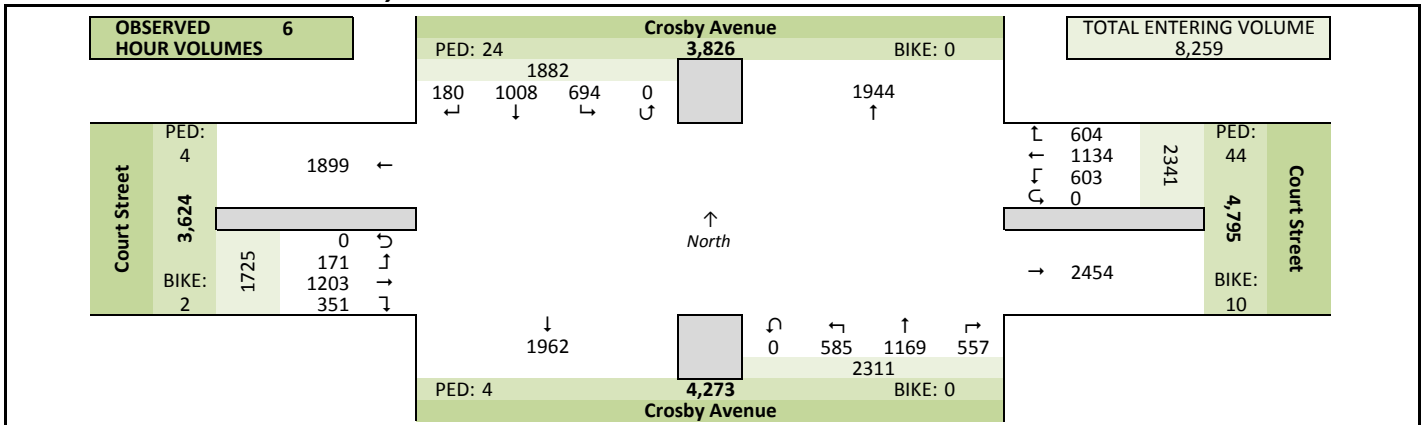 OBSERVED 6
HOUR VOLUMES
Crosby Avenue
TOTAL ENTERING VOLUME
8,259
PED: 24 3,826 BIKE: 0
1882
180 1008 694 0
↵ ↓ ↳ ↺
1944
↑
PED:
4
Court Street
3,624
BIKE:
2
1899 ←
1725
0 ↺
171 ↱
1203 →
351 ↴
↑
North
↰ 604
← 1134
↲ 603
↺ 0
2341
PED:
44
Court Street
4,795
BIKE:
10
→ 2454
↓
1962
↺ ↰ ↑ ↱
0 585 1169 557
2311
PED: 4 4,273 BIKE: 0
Crosby Avenue